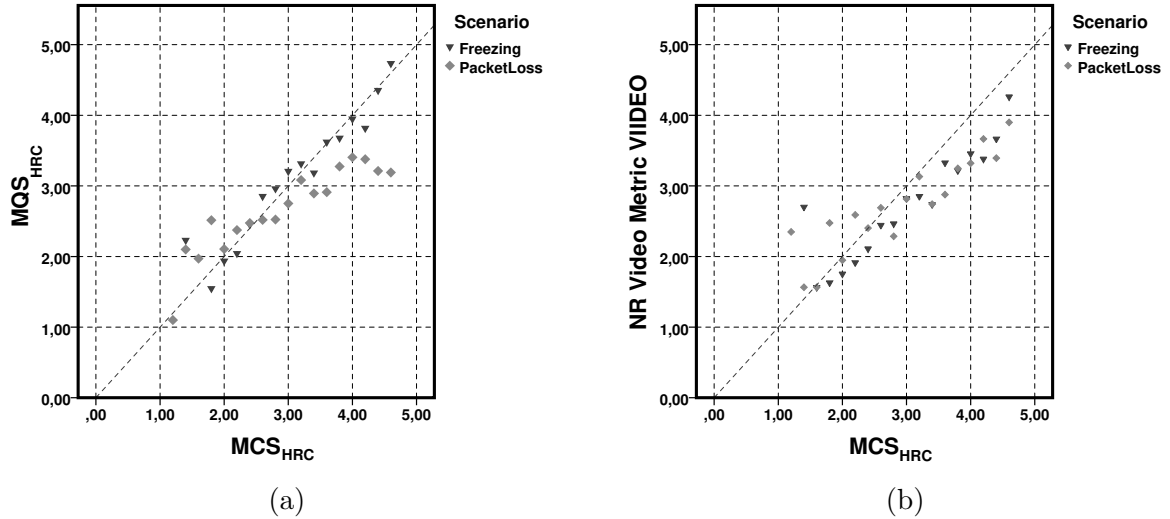 Scenario
Freezing
PacketLoss
5,00
4,00
3,00
2,00
1,00
0,00
MQS_HRC
,00
1,00
2,00
3,00
4,00
5,00
MCS_HRC
(a)
Scenario
Freezing
PacketLoss
5,00
4,00
3,00
2,00
1,00
0,00
NR Video Metric VIIDEO
,00
1,00
2,00
3,00
4,00
5,00
MCS_HRC
(b)